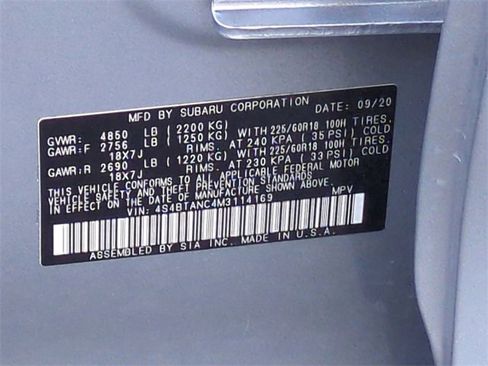 MFD BY SUBARU CORPORATION DATE: 09/20
GVWR: 4850 LB (2200 KG)
GAWR:F 2756 LB (1250 KG) WITH 225/60R18 100H TIRES,
18X7J RIMS, AT 240 KPA ( 35 PSI) COLD
GAWR:R 2690 LB (1220 KG) WITH 225/60R18 100H TIRES,
18X7J RIMS, AT 230 KPA ( 33 PSI) COLD
THIS VEHICLE CONFORMS TO ALL APPLICABLE FEDERAL MOTOR
VEHICLE SAFETY AND THEFT PREVENTION STANDARDS
IN EFFECT ON THE DATE OF MANUFACTURE SHOWN ABOVE.
VIN: 4S4BTANC4M3114169 MPV
ASSEMBLED BY SIA INC. MADE IN U.S.A.